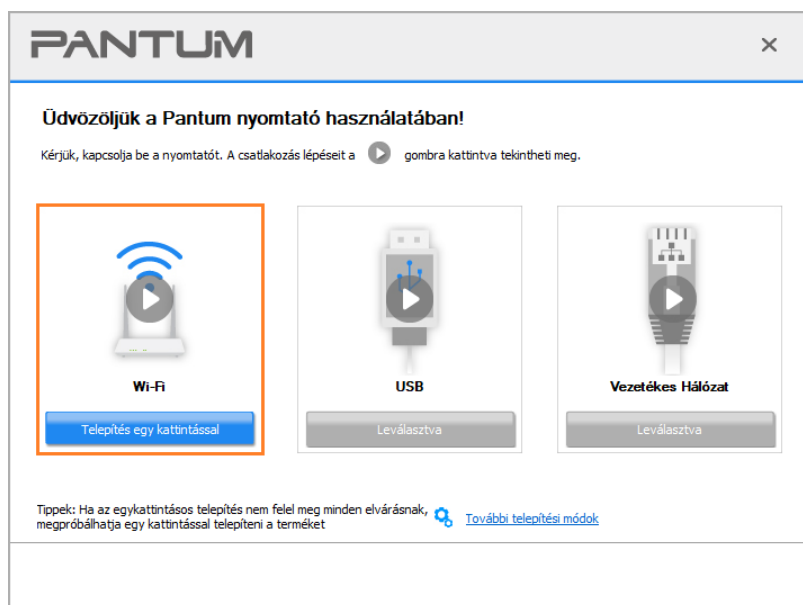 PANTUM
Üdvözöljük a Pantum nyomtató használatában!
Kérjük, kapcsolja be a nyomtatót. A csatlakozás lépéseit a gombra kattintva tekintheti meg.
Wi-Fi
USB
Vezetékes Hálózat
Telepítés egy kattintással
Leválasztva
Leválasztva
Tippek: Ha az egykattintásos telepítés nem felel meg minden elvárásnak,
megpróbálhatja egy kattintással telepíteni a terméket
További telepítési módok